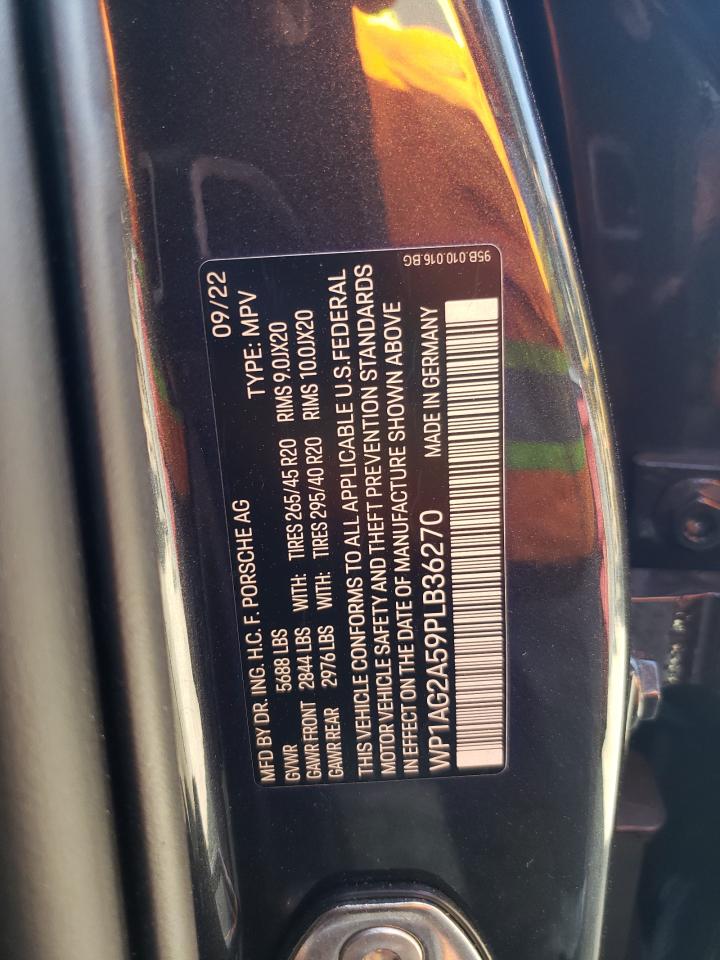 09/22
MFD BY DR. ING. H.C. F. PORSCHE AG TYPE: MPV
GVWR 5688 LBS
GAWR FRONT 2844 LBS WITH: TIRES 265/45 R20 RIMS 9.0JX20
GAWR REAR 2976 LBS WITH: TIRES 295/40 R20 RIMS 10.0JX20
THIS VEHICLE CONFORMS TO ALL APPLICABLE U.S.FEDERAL
MOTOR VEHICLE SAFETY AND THEFT PREVENTION STANDARDS
IN EFFECT ON THE DATE OF MANUFACTURE SHOWN ABOVE
95B.010.016.BG
WP1AG2A59PLB36270 MADE IN GERMANY